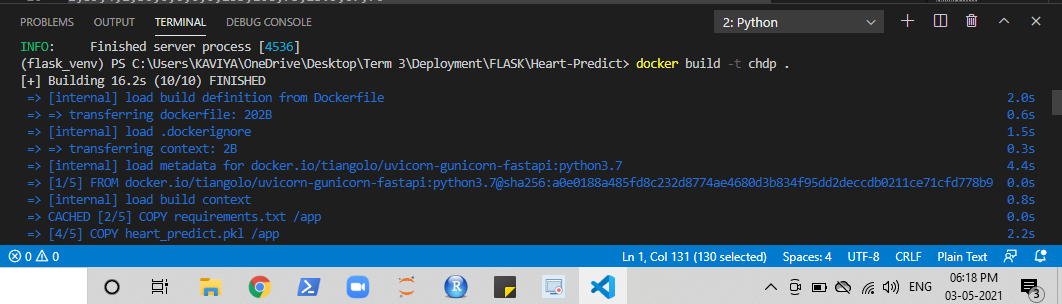 PROBLEMS OUTPUT TERMINAL DEBUG CONSOLE 2: Python
INFO: Finished server process [4536]
(flask_venv) PS C:\Users\KAVIYA\OneDrive\Desktop\Term 3\Deployment\FLASK\Heart-Predict> docker build -t chdp .
[+] Building 16.2s (10/10) FINISHED
=> [internal] load build definition from Dockerfile 2.0s
=> => transferring dockerfile: 202B 0.6s
=> [internal] load .dockerignore 1.5s
=> => transferring context: 2B 0.3s
=> [internal] load metadata for docker.io/tiangolo/uvicorn-gunicorn-fastapi:python3.7 4.4s
=> [1/5] FROM docker.io/tiangolo/uvicorn-gunicorn-fastapi:python3.7@sha256:a0e0188a485fd8c232d8774ae4680d3b834f95dd2deccdb0211ce71cfd778b9 0.0s
=> [internal] load build context 0.8s
=> CACHED [2/5] COPY requirements.txt /app 0.0s
=> [4/5] COPY heart_predict.pkl /app 2.2s
0 0 Ln 1, Col 131 (130 selected) Spaces: 4 UTF-8 CRLF Plain Text
ENG 06:18 PM
03-05-2021 3